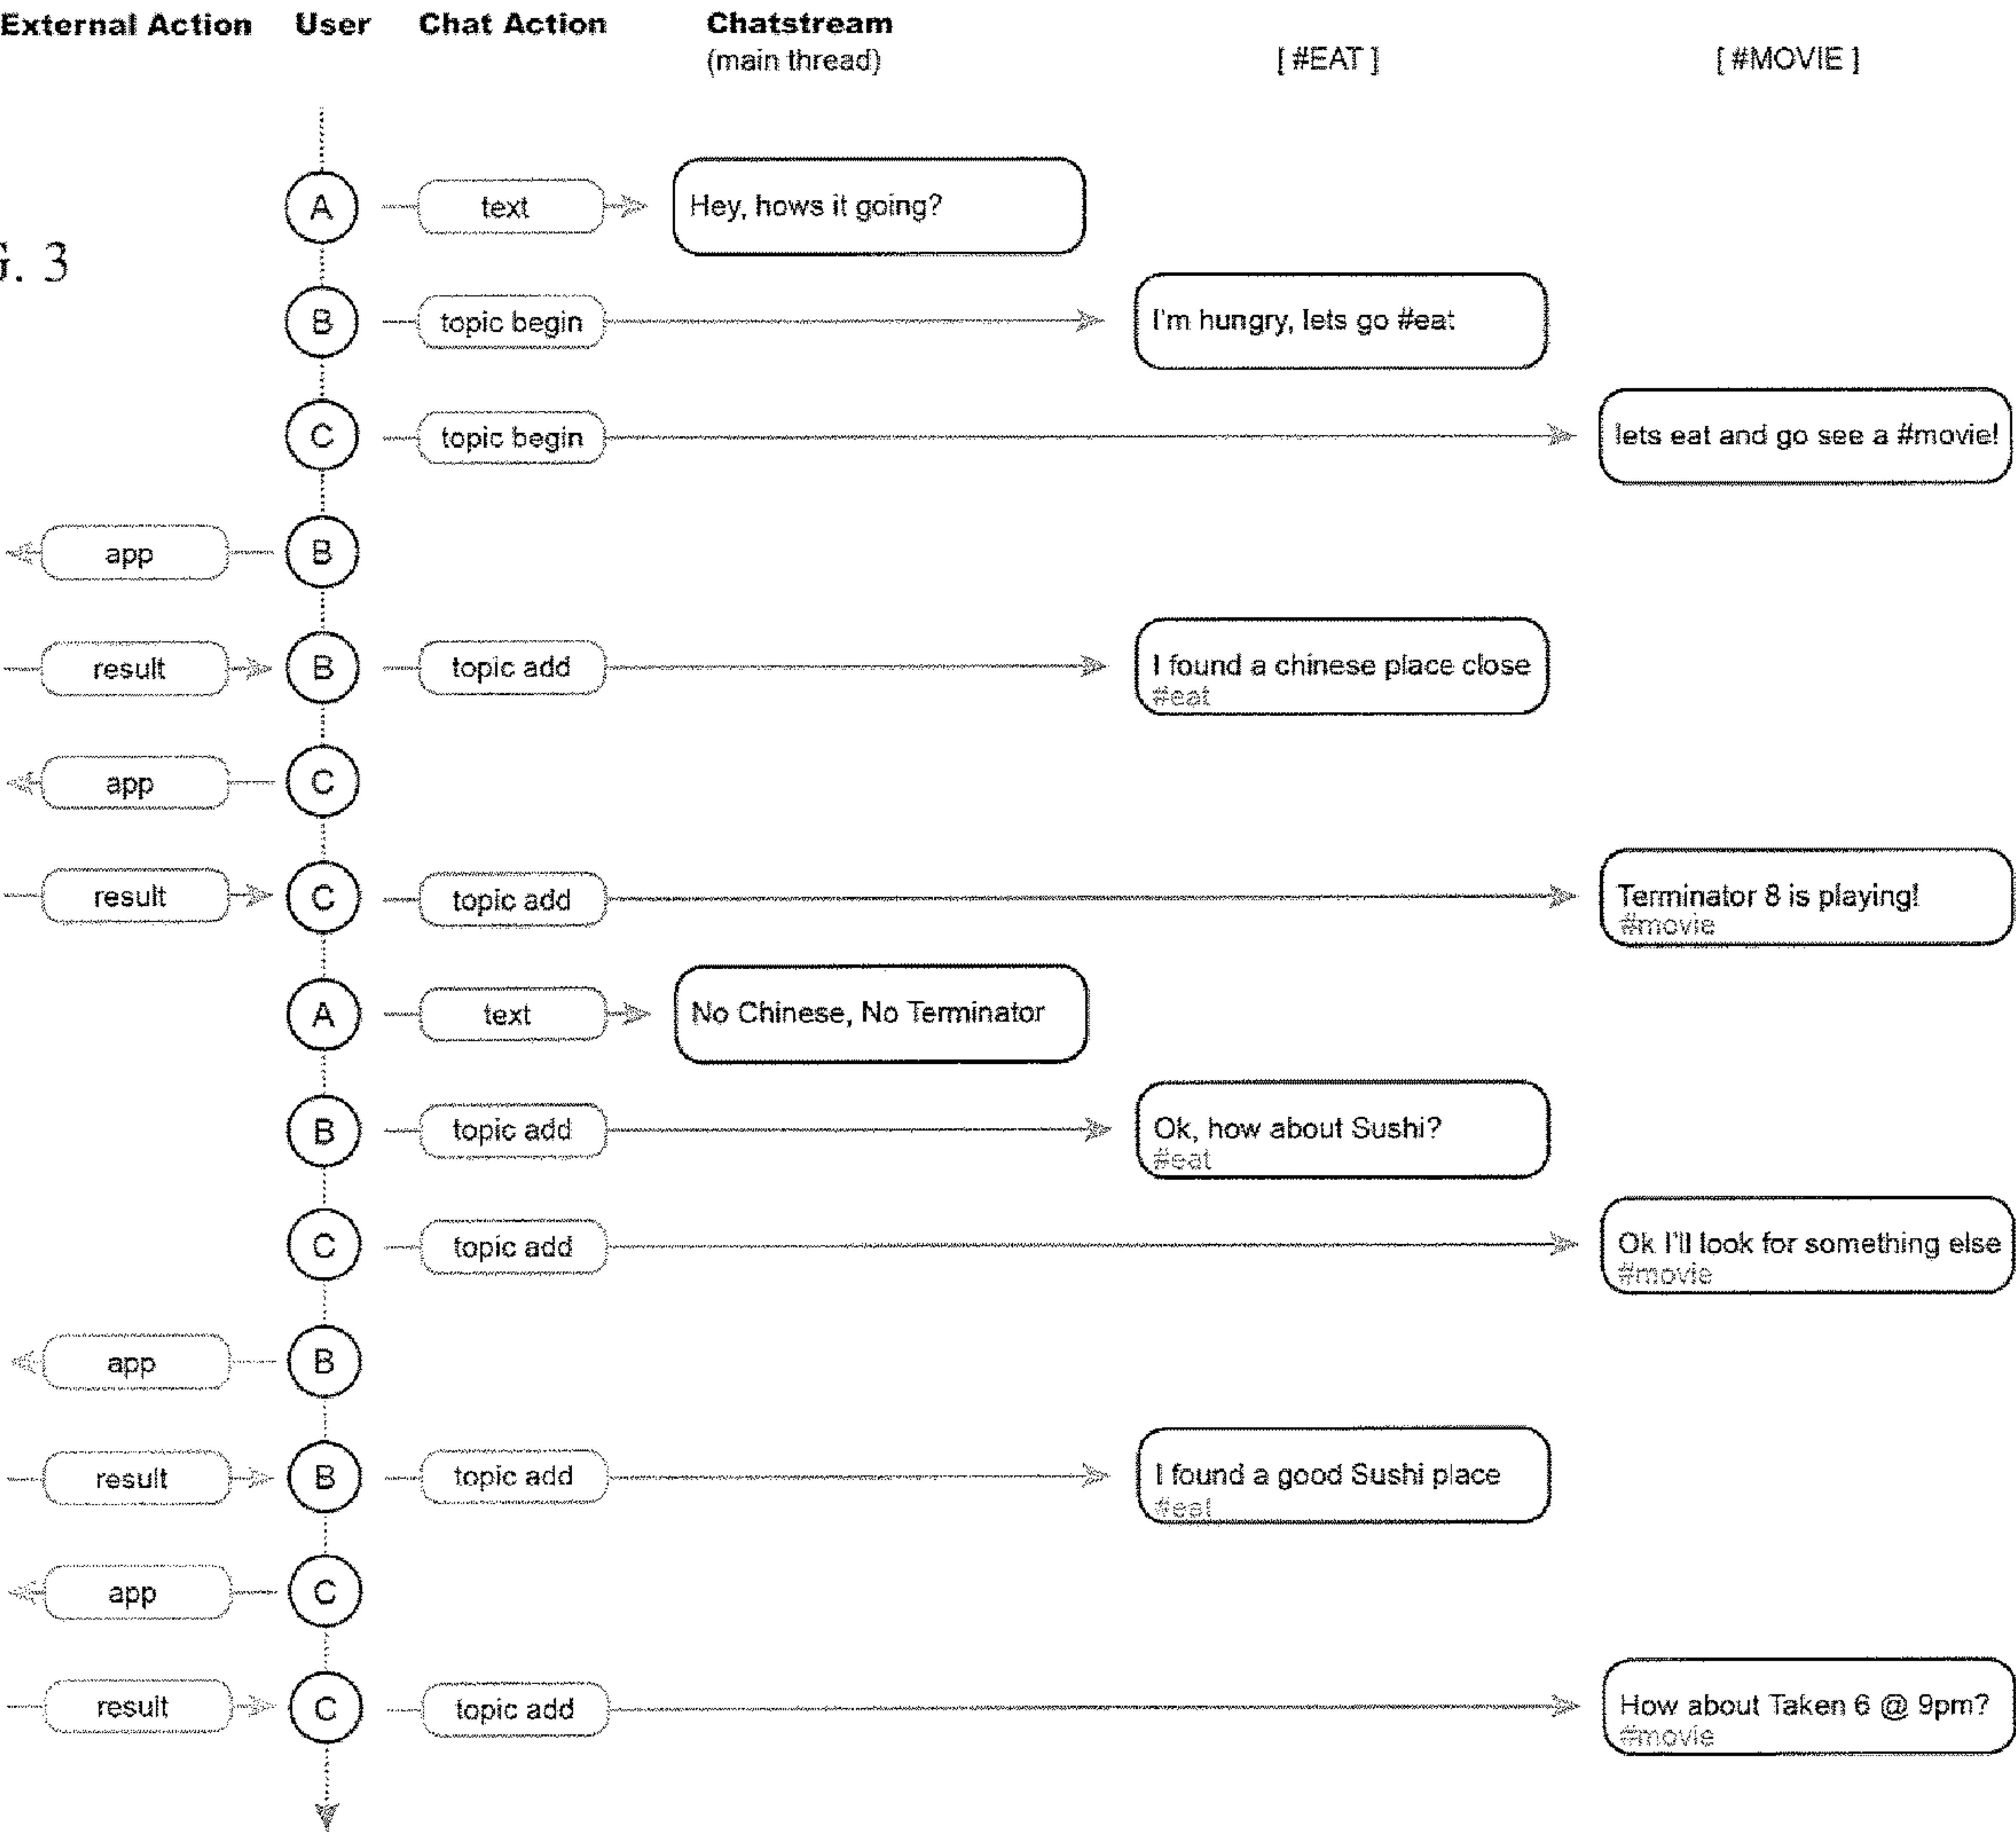 External Action User Chat Action Chatstream
(main thread) [ #EAT ] [ #MOVIE ]
A text Hey, hows it going?
G. 3
B topic begin I'm hungry, lets go #eat
C topic begin lets eat and go see a #movie!
app B
result B topic add I found a chinese place close
#eat
app C
result C topic add Terminator 8 is playing!
#movie
A text No Chinese, No Terminator
B topic add Ok, how about Sushi?
#eat
C topic add Ok I'll look for something else
#movie
app B
result B topic add I found a good Sushi place
#eat
app C
result C topic add How about Taken 6 @ 9pm?
#movie